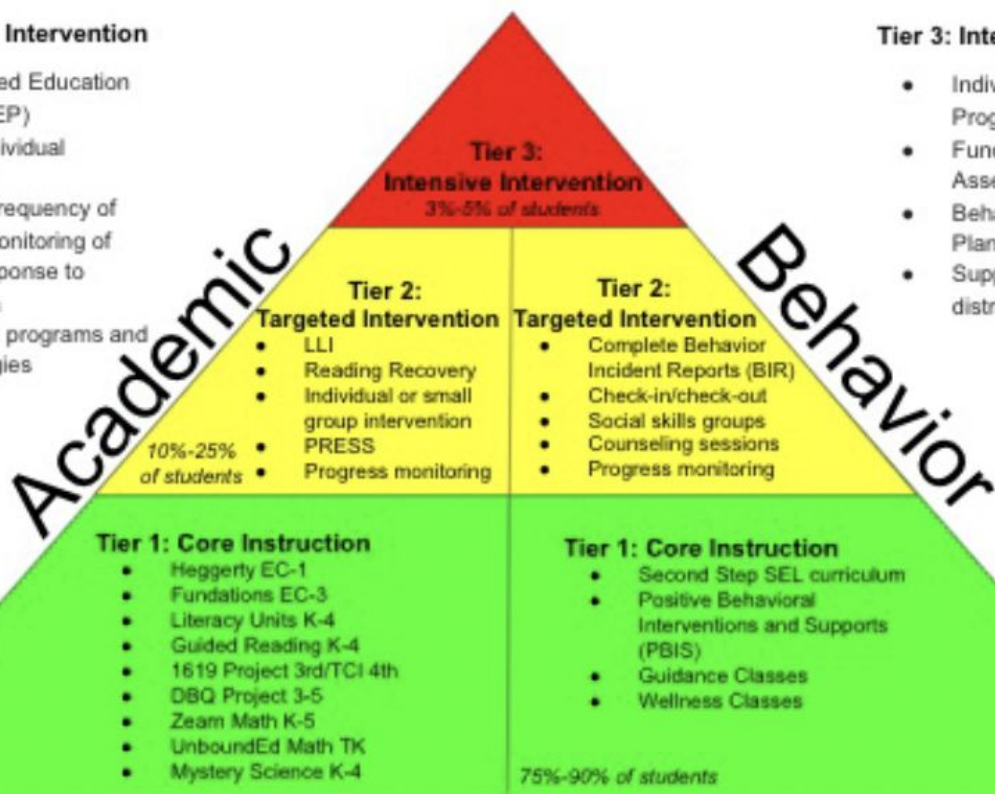 Intervention
ed Education
EP)
ividual
requency of
onitoring of
ponse to
programs and
gies
Academic
Tier 3:
Intensive Intervention
3%-5% of students
Tier 2:
Targeted Intervention
LLI
Reading Recovery
Individual or small
group intervention
PRESS
Progress monitoring
10%-25%
of students
Tier 2:
Targeted Intervention
Complete Behavior
Incident Reports (BIR)
Check-in/check-out
Social skills groups
Counseling sessions
Progress monitoring
Tier 1: Core Instruction
Heggerty EC-1
Fundations EC-3
Literacy Units K-4
Guided Reading K-4
1619 Project 3rd/TCI 4th
DBQ Project 3-5
Zearn Math K-5
UnboundEd Math TK
Mystery Science K-4
Tier 1: Core Instruction
Second Step SEL curriculum
Positive Behavioral
Interventions and Supports
(PBIS)
Guidance Classes
Wellness Classes
75%-90% of students
Behavior
Tier 3: Inte
Indiv
Prog
Func
Asse
Beha
Plan
Supp
distr